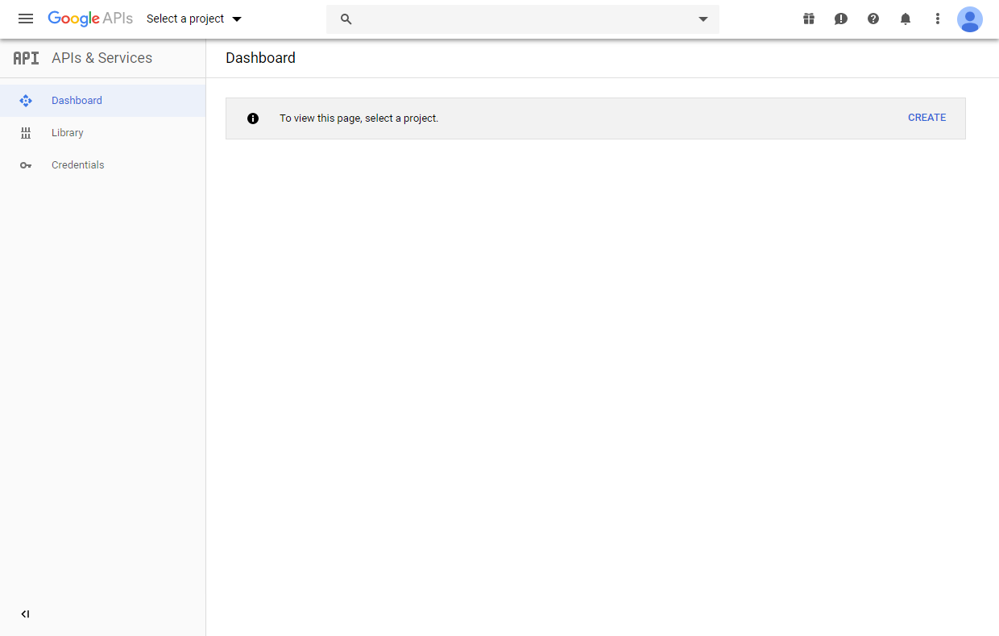 Google APIs Select a project
API APIs & Services
Dashboard
Dashboard
Library
Credentials
To view this page, select a project.
CREATE